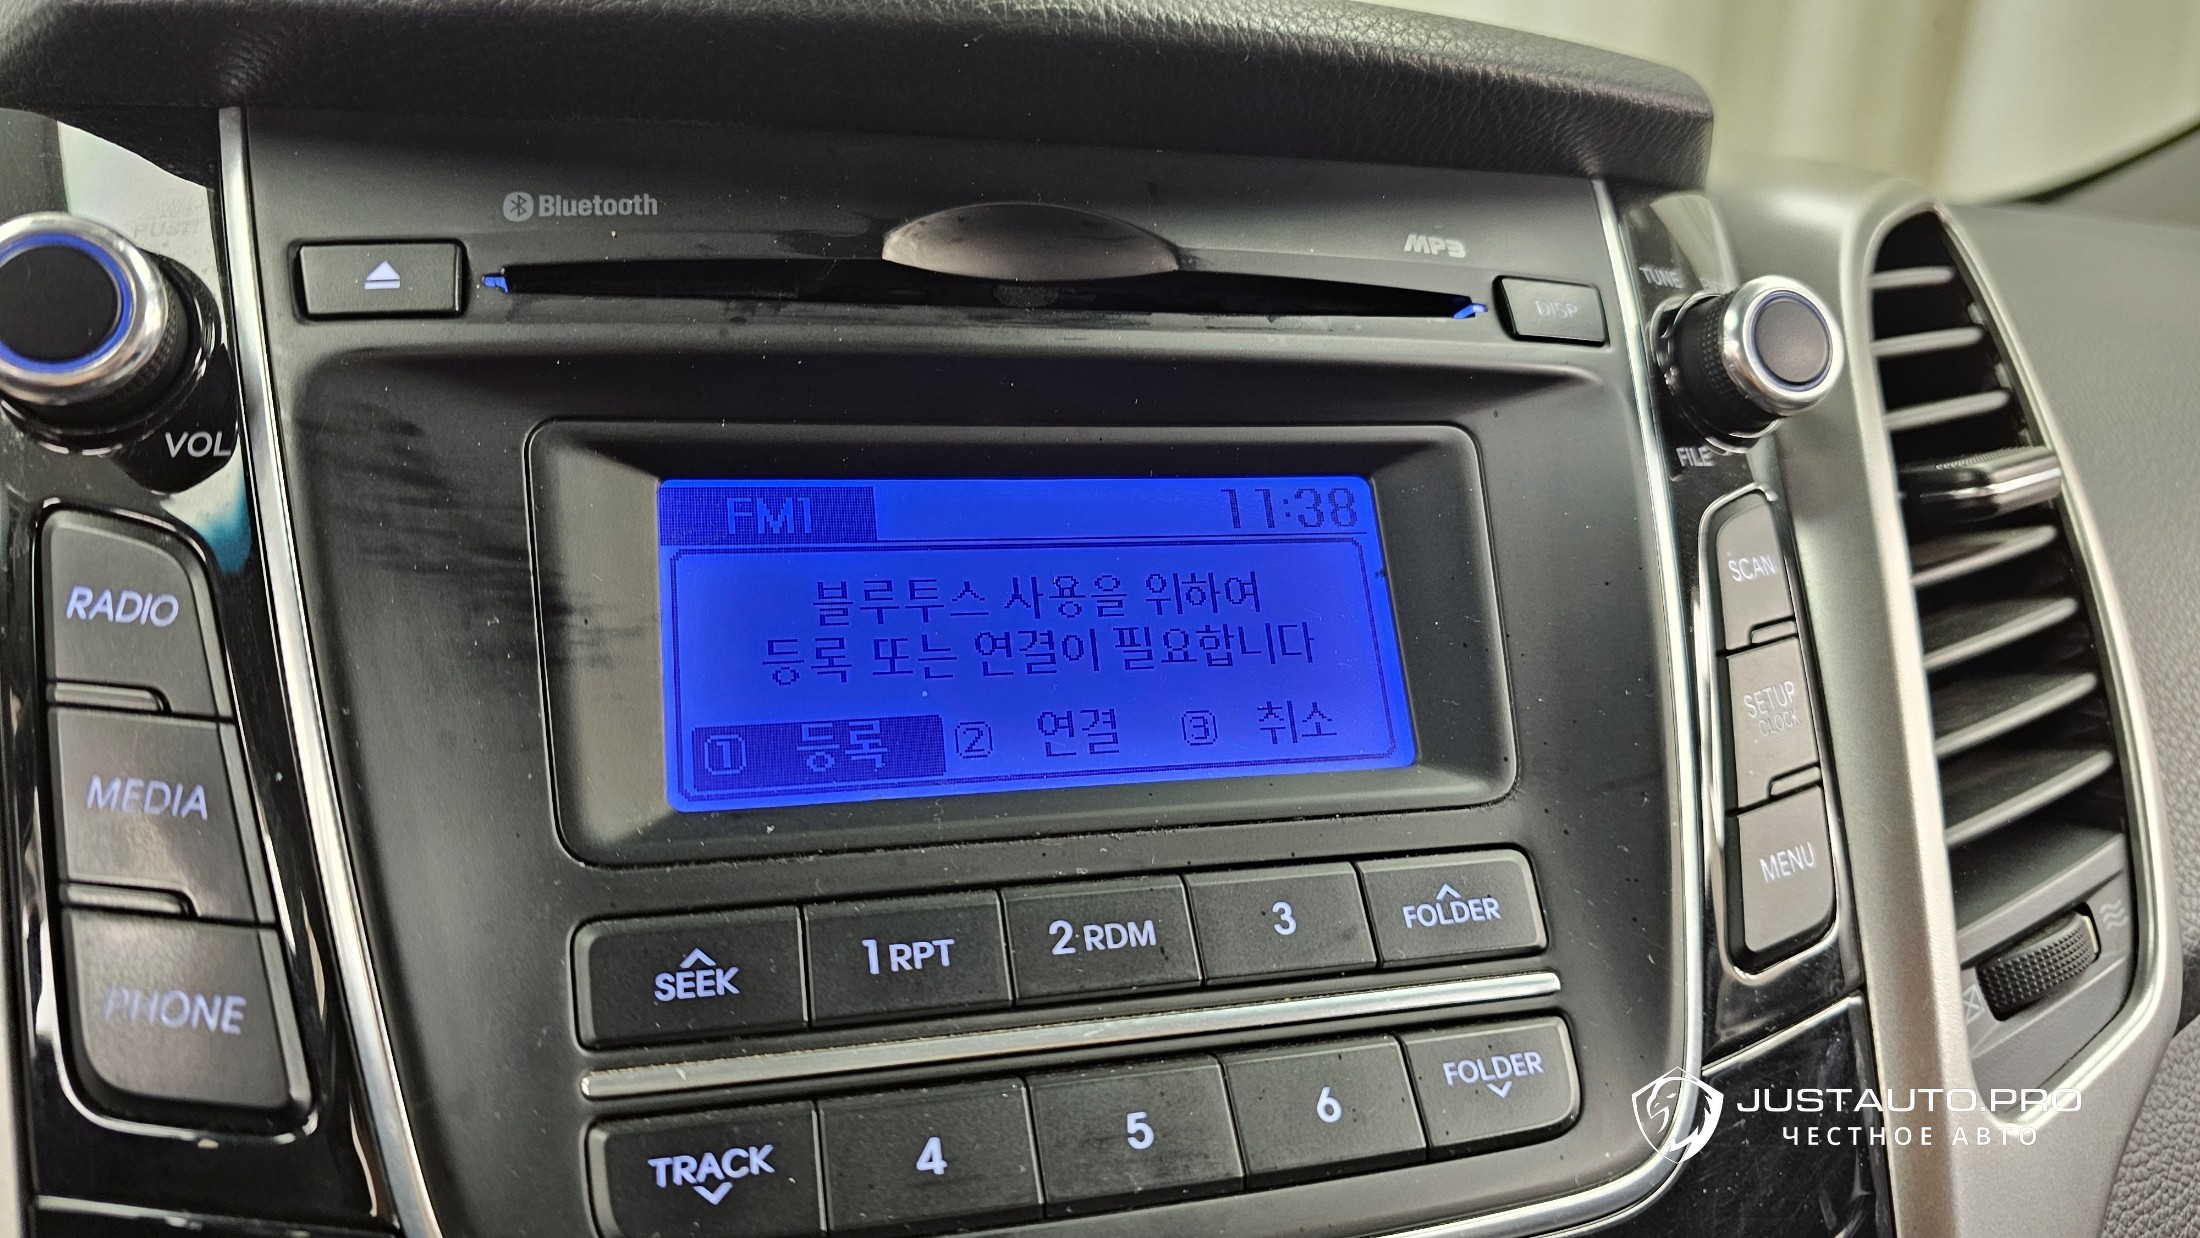 Bluetooth
MP3
DISP
TUNE
PUSH
VOL
FILE
FM1 11:38
블루투스 사용을 위하여
등록 또는 연결이 필요합니다
① 등록 ② 연결 ③ 취소
RADIO
MEDIA
PHONE
SCAN
SETUP
CLOCK
MENU
SEEK
1 RPT
2 RDM
3
FOLDER
TRACK
4
5
6
FOLDER
JUSTAUTO.PRO
ЧЕСТНОЕ АВТО